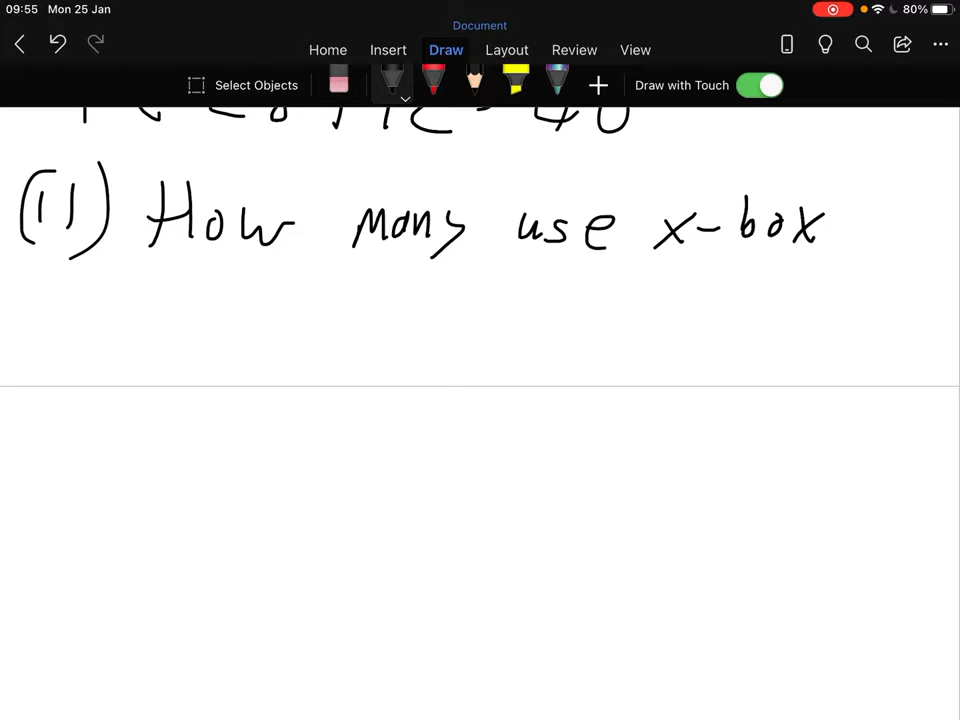 09:55 Mon 25 Jan 80%
Document
Home Insert Draw Layout Review View
Select Objects Draw with Touch
(11) How many use x-box